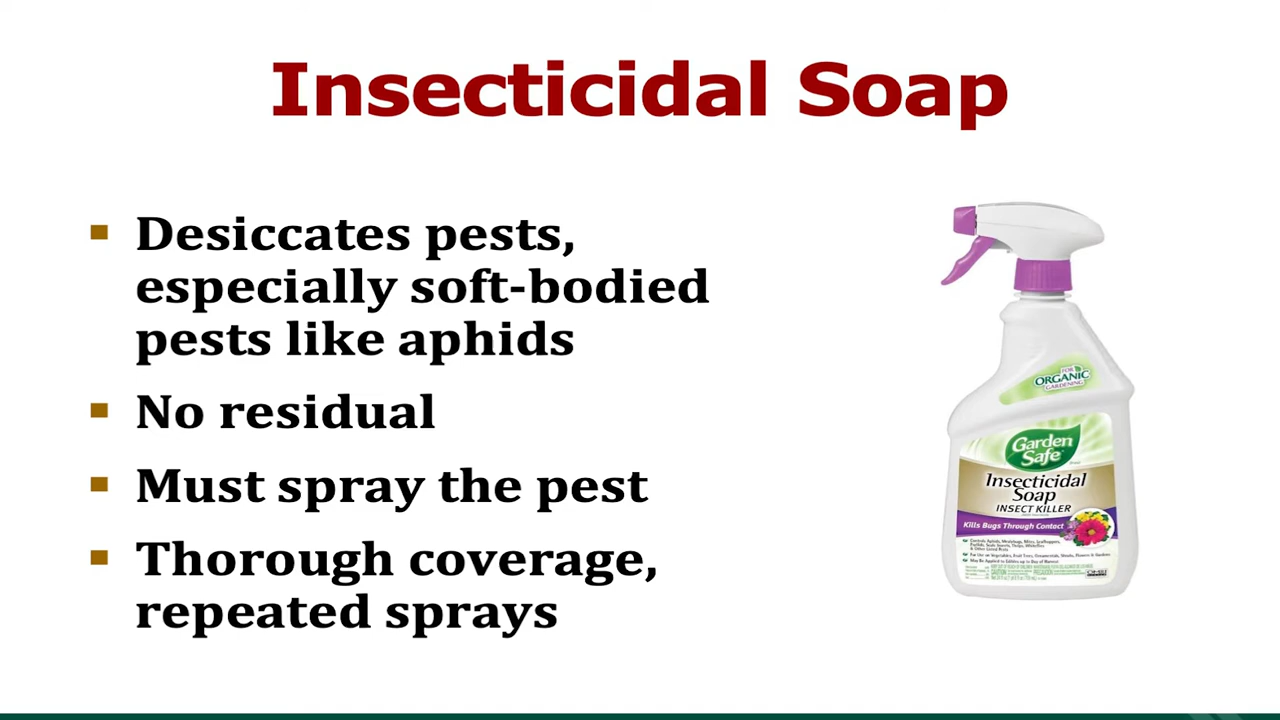 Insecticidal Soap
Desiccates pests,
especially soft-bodied
pests like aphids
No residual
Must spray the pest
Thorough coverage,
repeated sprays
FOR
ORGANIC
GARDENING
Garden
Safe
Insecticidal
Soap
INSECT KILLER
Kills Bugs Through Contact